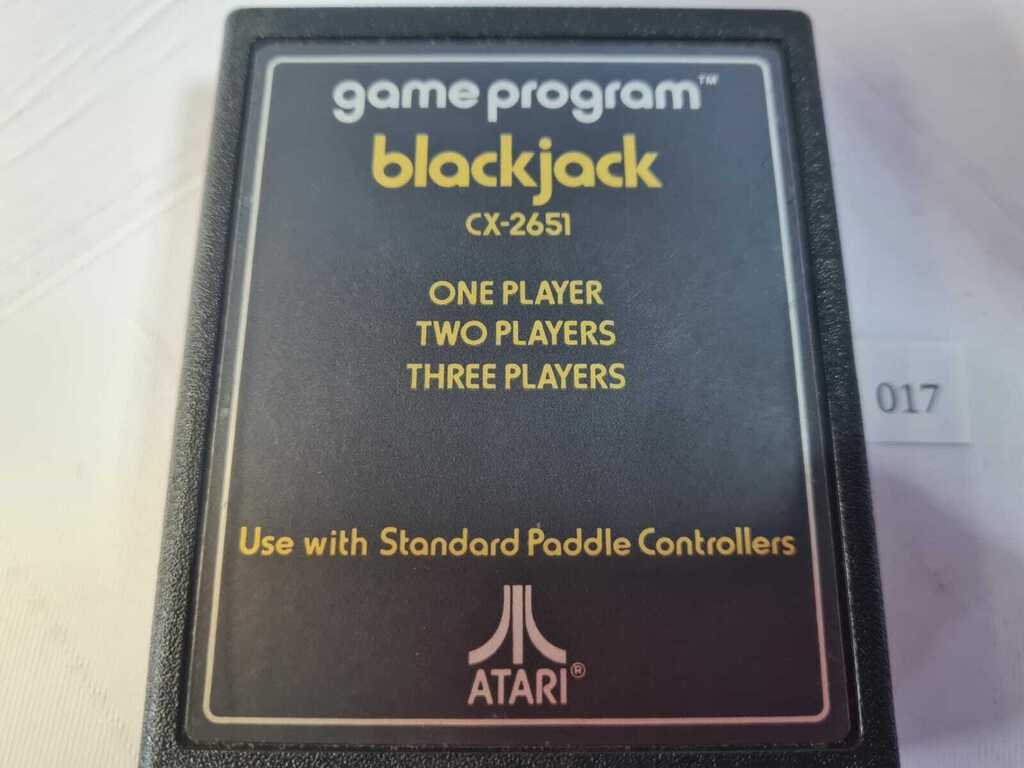 game program™
blackjack
CX-2651
ONE PLAYER
TWO PLAYERS
THREE PLAYERS
017
Use with Standard Paddle Controllers
ATARI®